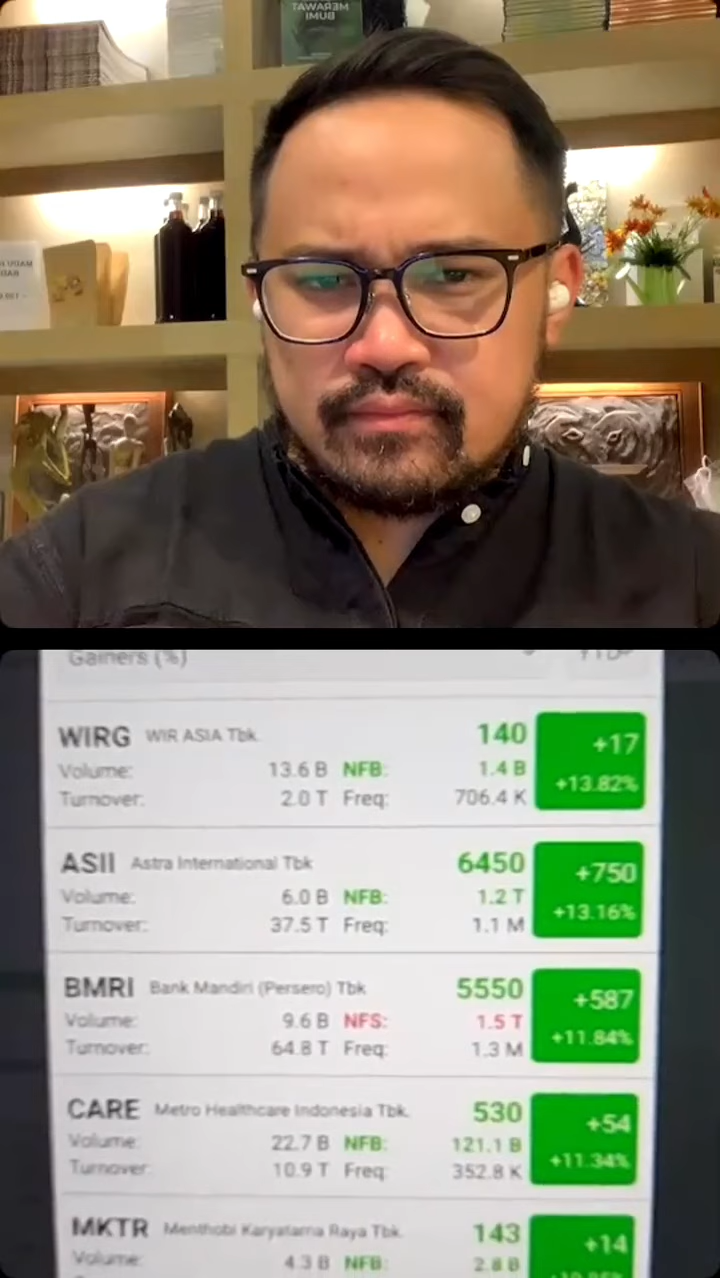 MERAWAT
BUMI
MADU
Gainers (%)
YTD
WIRG WIR ASIA Tbk. 140 +17
Volume: 13.6 B NFB: 1.4 B +13.82%
Turnover: 2.0 T Freq: 706.4 K
ASII Astra International Tbk 6450 +750
Volume: 6.0 B NFB: 1.2 T +13.16%
Turnover: 37.5 T Freq: 1.1 M
BMRI Bank Mandiri (Persero) Tbk 5550 +587
Volume: 9.6 B NFS: 1.5 T +11.84%
Turnover: 64.8 T Freq: 1.3 M
CARE Metro Healthcare Indonesia Tbk. 530 +54
Volume: 22.7 B NFB: 121.1 B +11.34%
Turnover: 10.9 T Freq: 352.8 K
MKTR Menthobi Karyatama Raya Tbk. 143 +14
Volume: 4.3 B NFB: 2.8 B